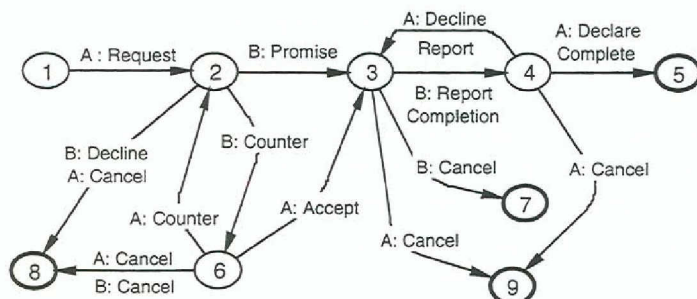 A: Decline
A: Declare
Complete
A : Request
B: Promise
Report
1
2
3
4
5
B: Report
Completion
B: Counter
B: Decline
A: Cancel
B: Cancel
A: Cancel
7
A: Counter
A: Accept
A: Cancel
8
A: Cancel
B: Cancel
6
9